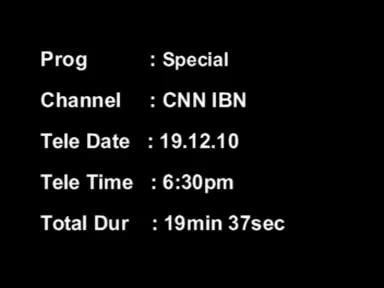 Prog : Special
Channel : CNN IBN
Tele Date : 19.12.10
Tele Time : 6:30pm
Total Dur : 19min 37sec